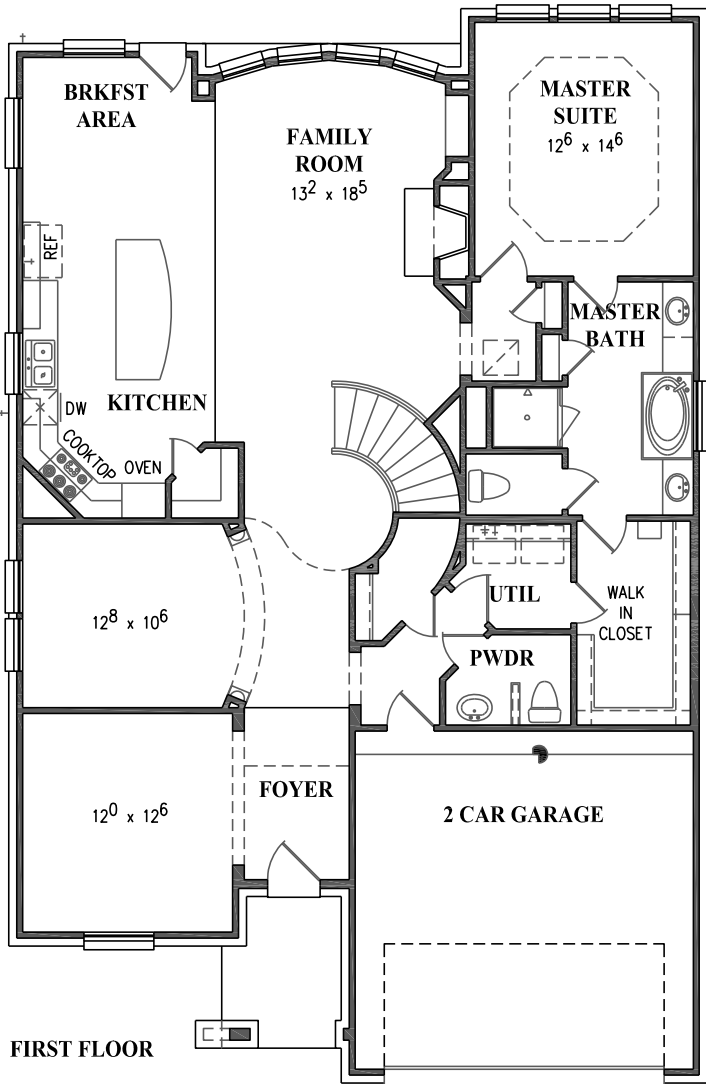 BRKFST
AREA
MASTER
SUITE
12⁶ x 14⁶
FAMILY
ROOM
13² x 18⁵
REF
MASTER
BATH
KITCHEN
DW
COOKTOP
OVEN
UTIL
WALK
IN
CLOSET
12⁸ x 10⁶
PWDR
FOYER
12⁰ x 12⁶
2 CAR GARAGE
FIRST FLOOR